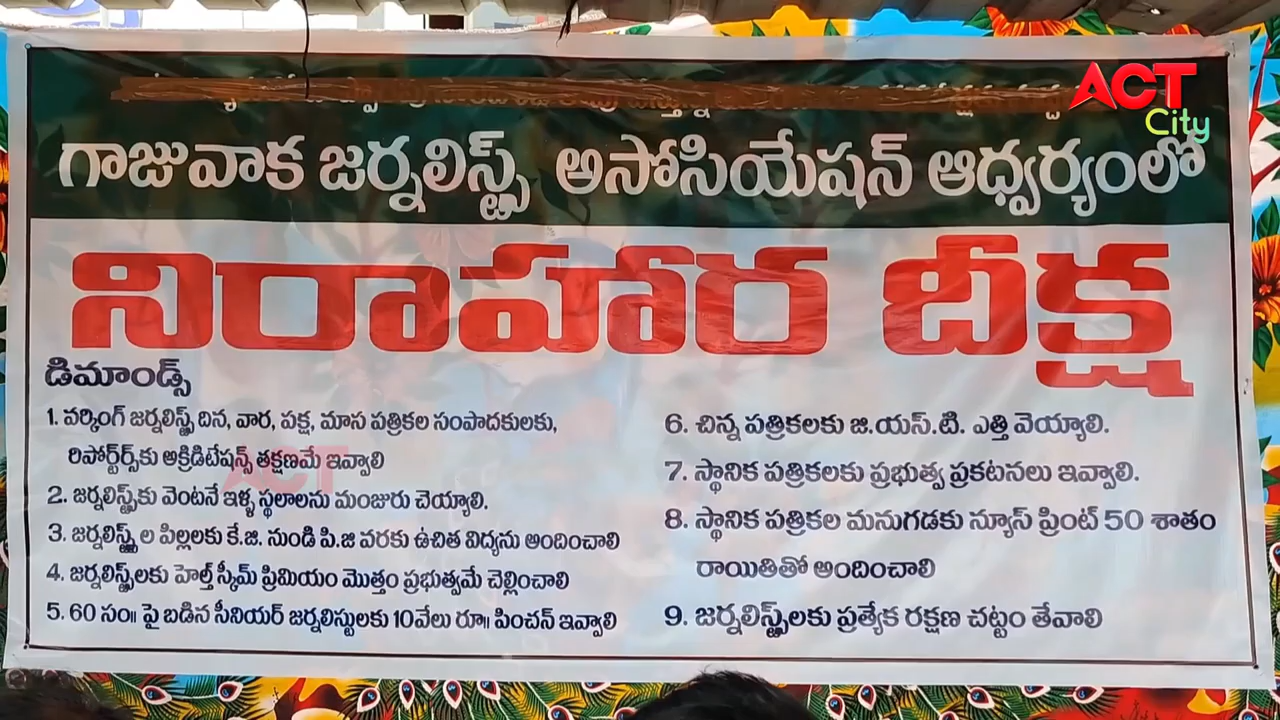 ACT
City
గాజువాక జర్నలిస్ట్స్ అసోసియేషన్ ఆధ్వర్యంలో
నిరాహార దీక్ష
డిమాండ్స్
1. వర్కింగ్ జర్నలిస్ట్స్ దిన, వార, పక్ష, మాస పత్రికల సంపాదకులకు,
రిపోర్టర్స్‌కు అక్రిడిటేషన్స్ తక్షణమే ఇవ్వాలి
2. జర్నలిస్ట్స్‌కు వెంటనే ఇళ్ళ స్థలాలను మంజురు చెయ్యాలి.
3. జర్నలిస్ట్స్ ల పిల్లలకు కే.జి. నుండి పి.జి వరకు ఉచిత విద్యను అందించాలి
4. జర్నలిస్ట్స్‌లకు హెల్త్ స్కీమ్ ప్రిమియం మొత్తం ప్రభుత్వమే చెల్లించాలి
5. 60 సం॥ పై బడిన సీనియర్ జర్నలిస్టులకు 10వేలు రూ॥ పించన్ ఇవ్వాలి
6. చిన్న పత్రికలకు జి.యస్.టి. ఎత్తి వెయ్యాలి.
7. స్థానిక పత్రికలకు ప్రభుత్వ ప్రకటనలు ఇవ్వాలి.
8. స్థానిక పత్రికల మనుగడకు న్యూస్ ప్రింట్ 50 శాతం
రాయితితో అందించాలి
9. జర్నలిస్ట్స్‌లకు ప్రత్యేక రక్షణ చట్టం తేవాలి
ACT